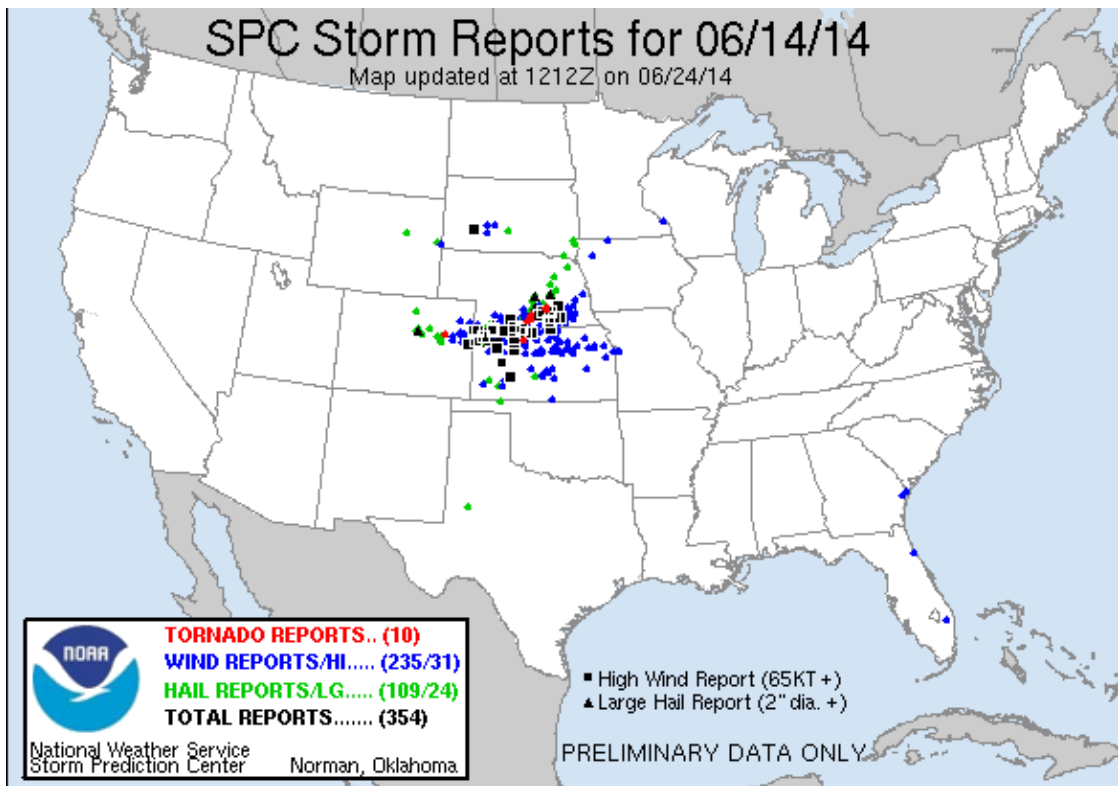 SPC Storm Reports for 06/14/14
Map updated at 1212Z on 06/24/14
NOAA
TORNADO REPORTS.. (10)
WIND REPORTS/HI..... (235/31)
HAIL REPORTS/LG..... (109/24)
TOTAL REPORTS....... (354)
National Weather Service
Storm Prediction Center Norman, Oklahoma
High Wind Report (65KT +)
Large Hail Report (2" dia. +)
PRELIMINARY DATA ONLY